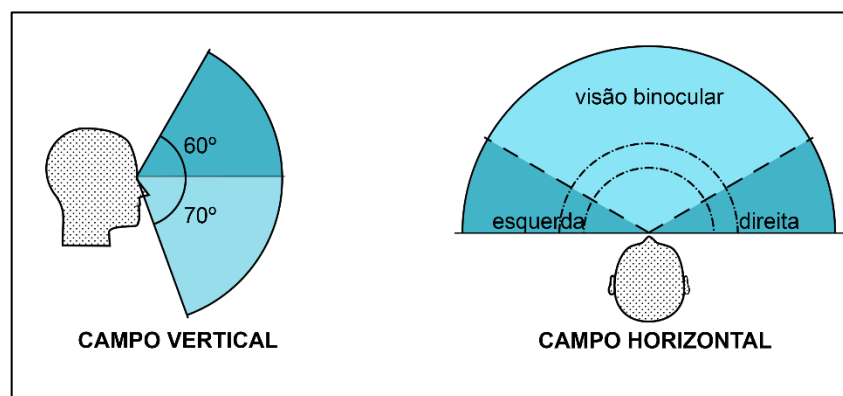 60º
70º
CAMPO VERTICAL
visão binocular
esquerda
direita
CAMPO HORIZONTAL